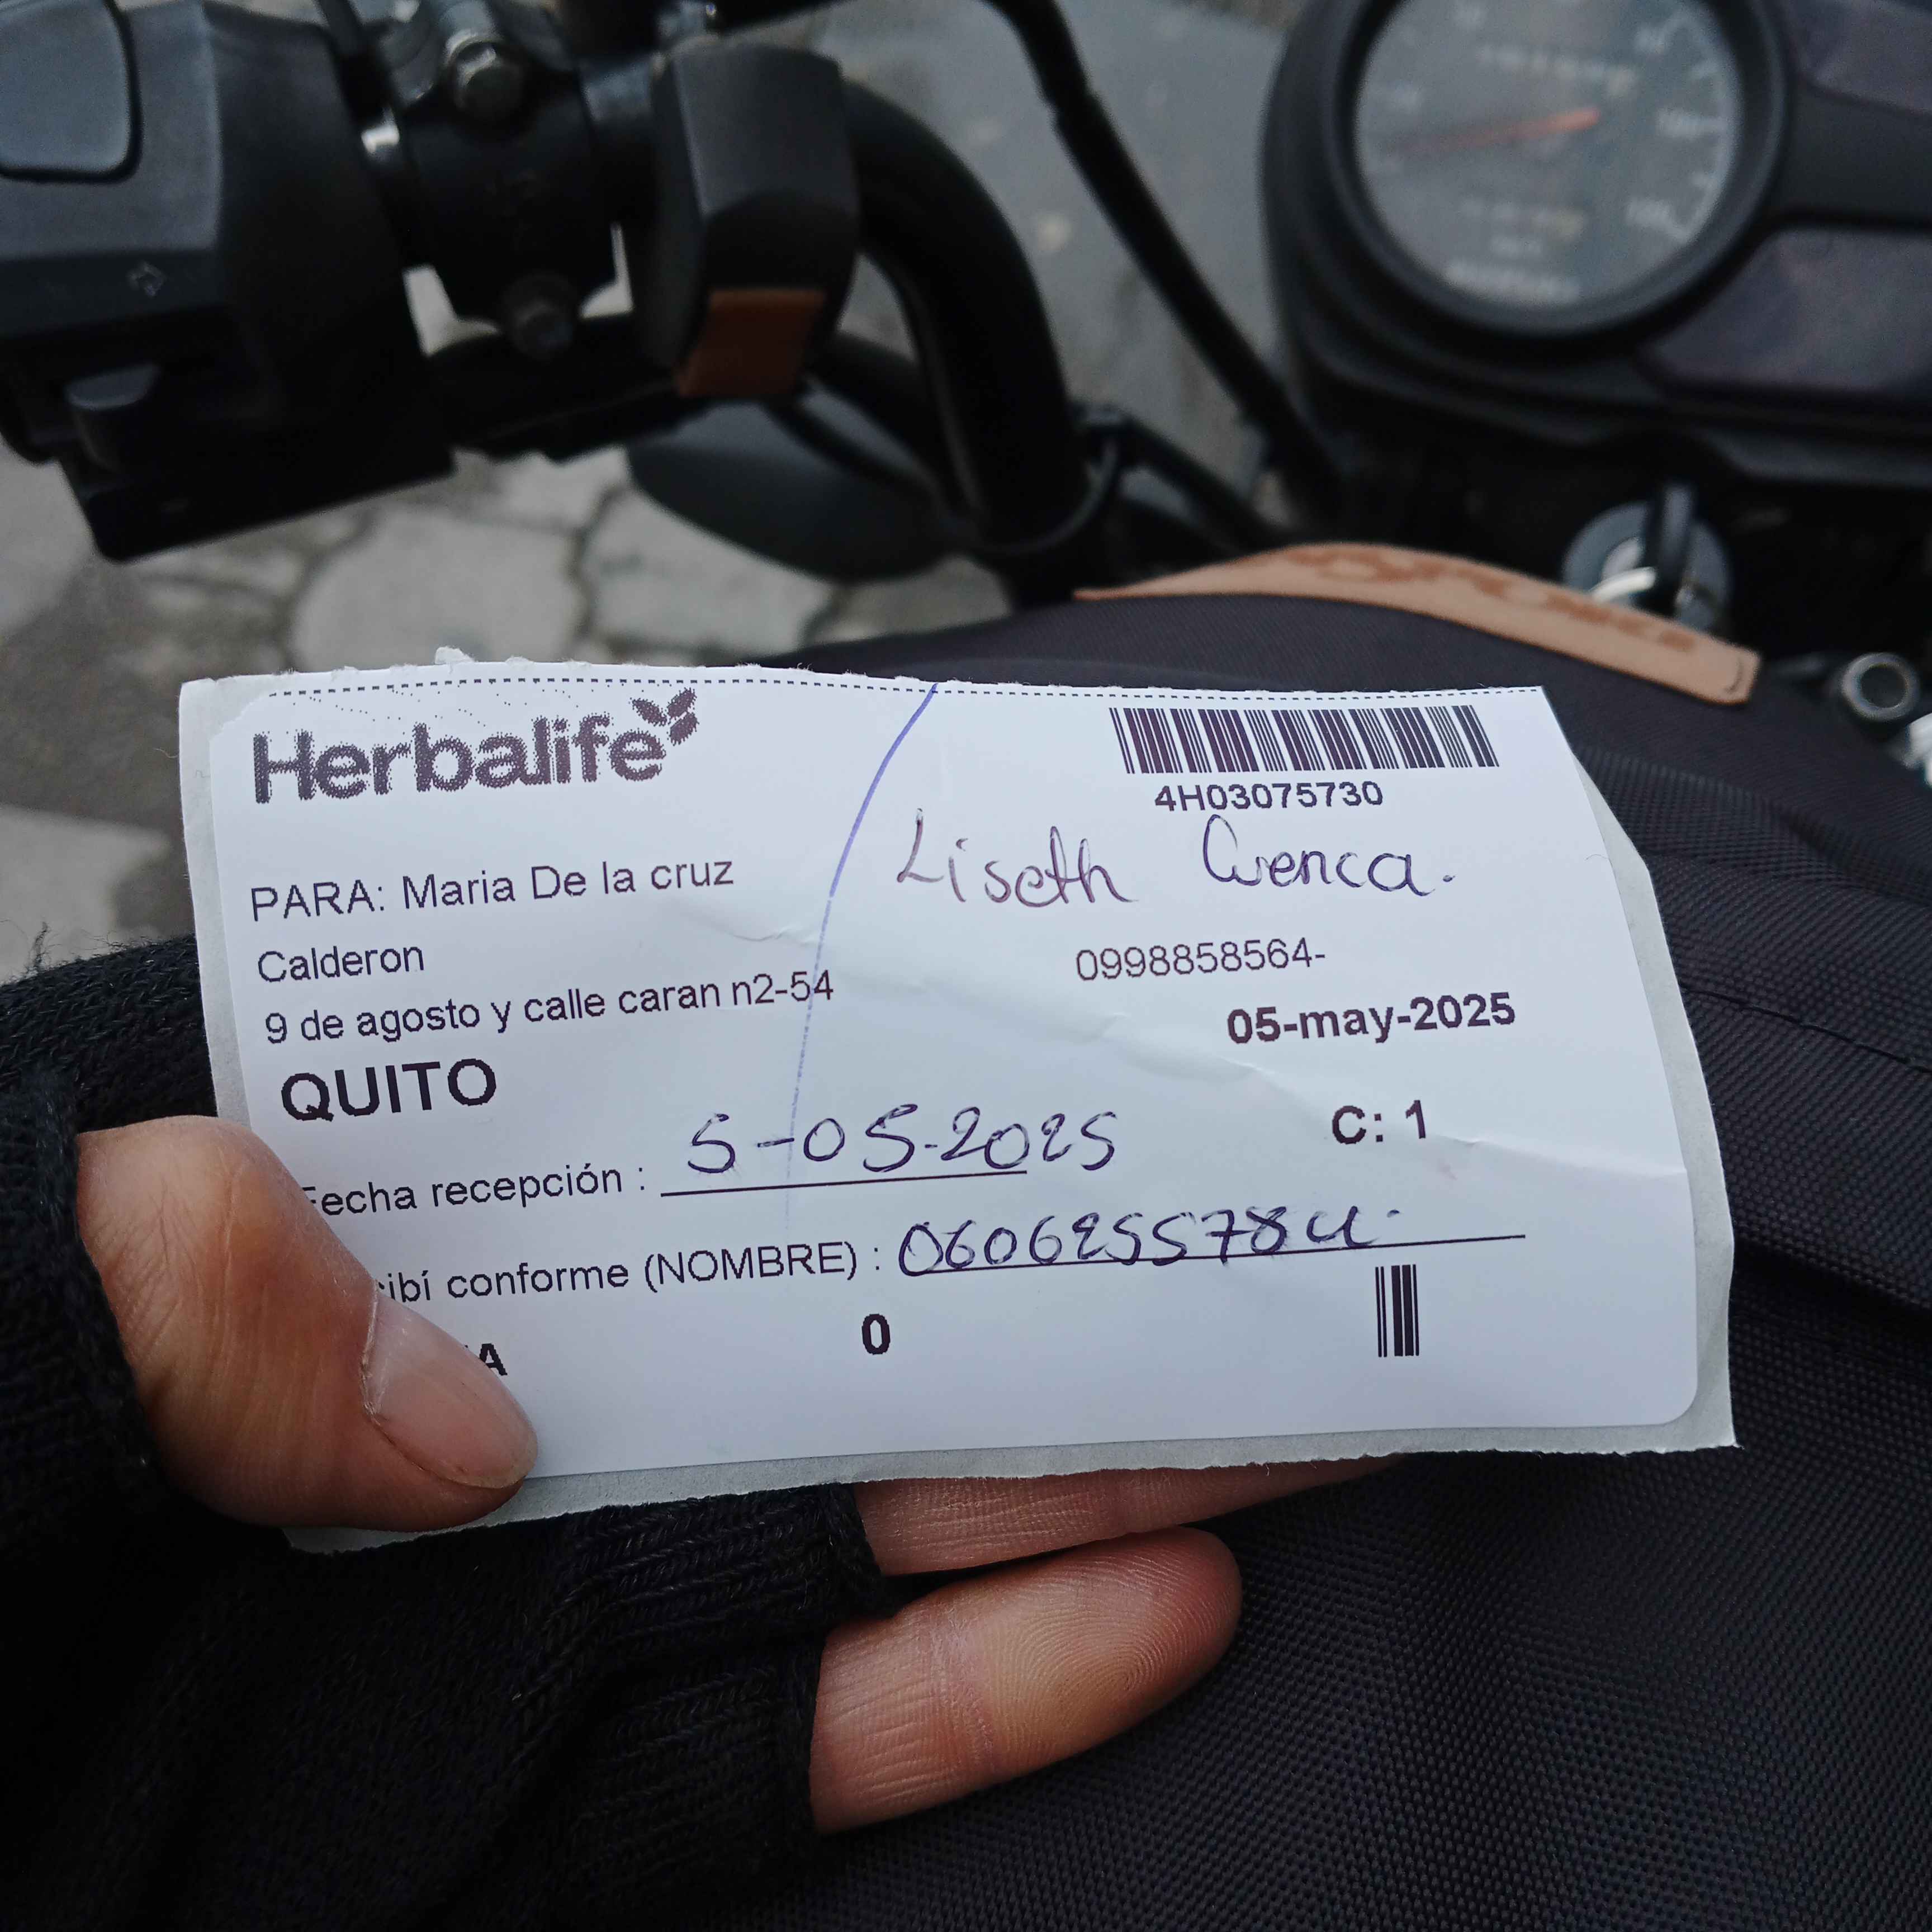 Herbalife
4H03075730
Liseth Cuenca.
PARA: Maria De la cruz
Calderon
0998858564-
9 de agosto y calle caran n2-54
05-may-2025
QUITO
C: 1
Fecha recepción : 5-05-2025
ibí conforme (NOMBRE) : 0606255784.
A
0